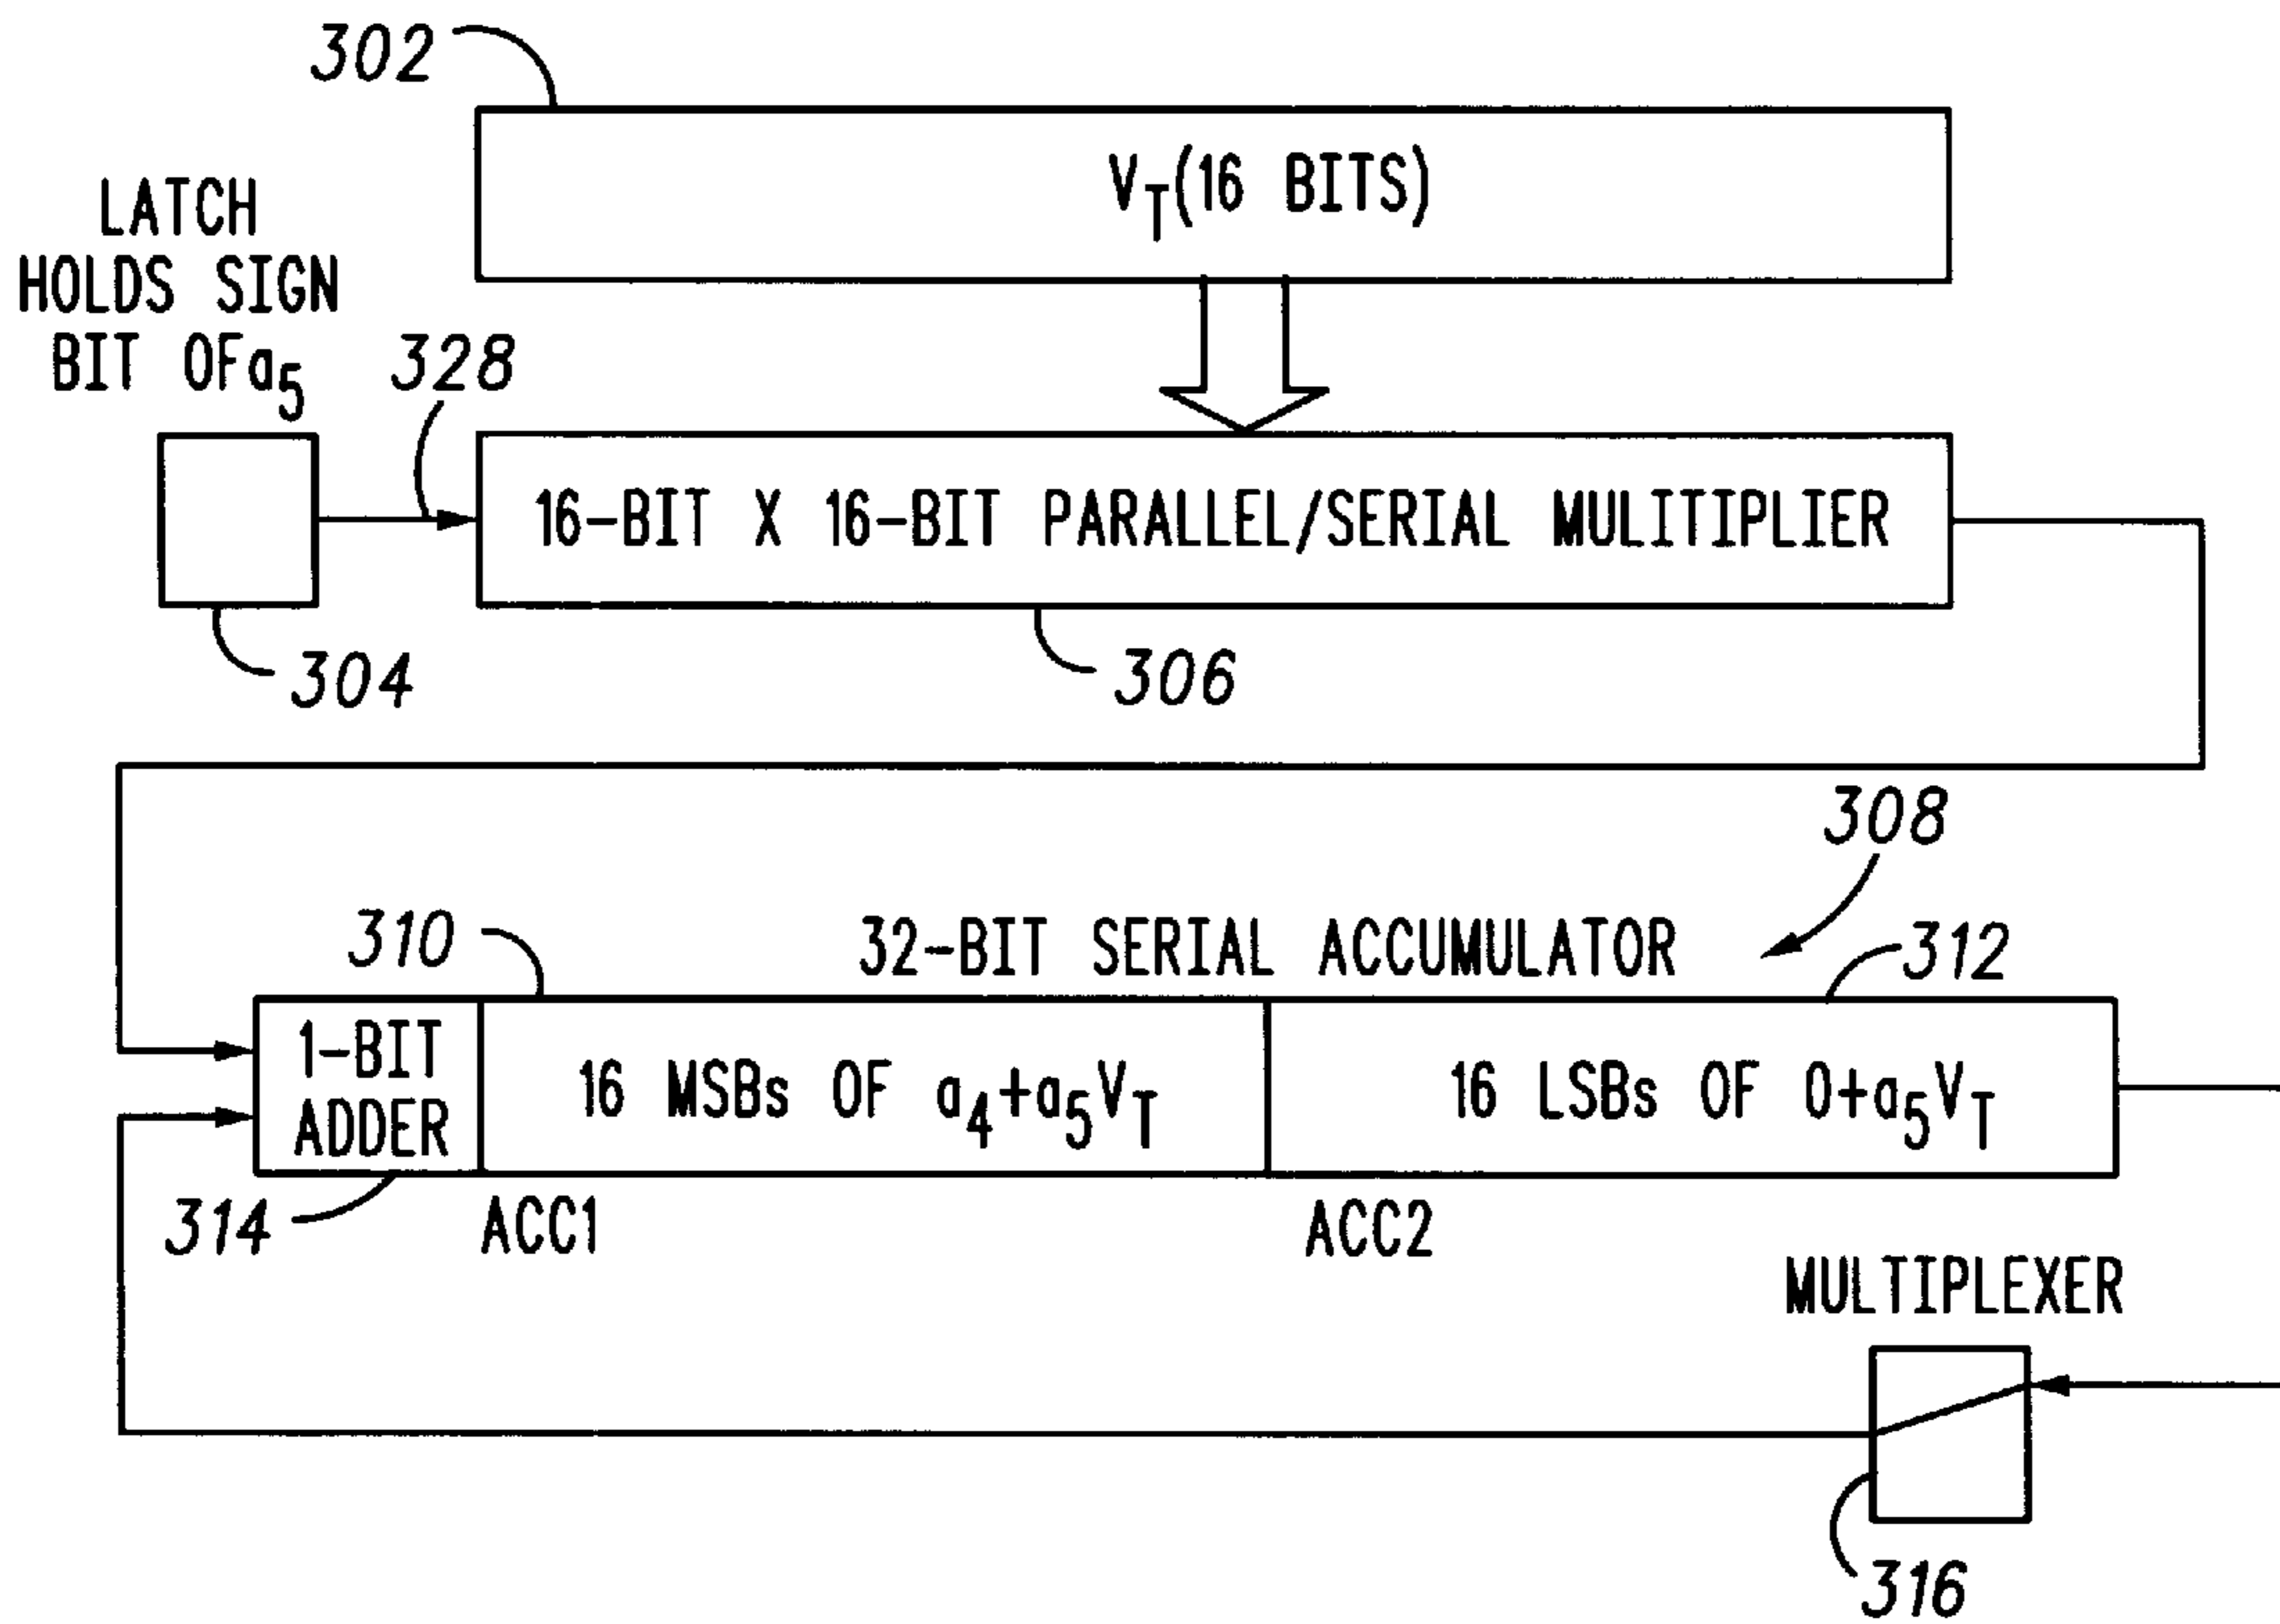 302
V_T(16 BITS)
LATCH
HOLDS SIGN
BIT OFa_5
328
16-BIT X 16-BIT PARALLEL/SERIAL MULITIPLIER
304
306
308
310
32-BIT SERIAL ACCUMULATOR
312
1-BIT
ADDER
16 MSBs OF a_4+a_5V_T
16 LSBs OF 0+a_5V_T
314
ACC1
ACC2
MULTIPLEXER
316